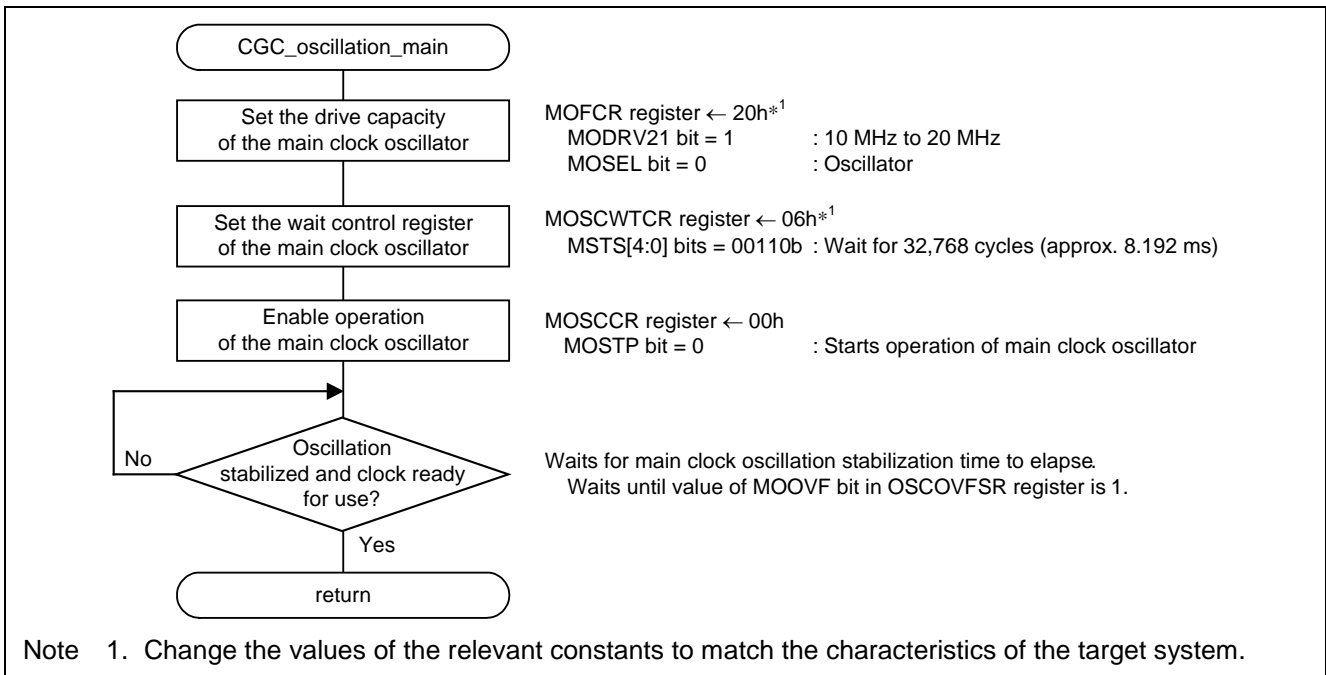 CGC_oscillation_main
Set the drive capacity
of the main clock oscillator
MOFCR register ← 20h*1
MODRV21 bit = 1 : 10 MHz to 20 MHz
MOSEL bit = 0 : Oscillator
Set the wait control register
of the main clock oscillator
MOSCWTCR register ← 06h*1
MSTS[4:0] bits = 00110b : Wait for 32,768 cycles (approx. 8.192 ms)
Enable operation
of the main clock oscillator
MOSCCR register ← 00h
MOSTP bit = 0 : Starts operation of main clock oscillator
No
Oscillation
stabilized and clock ready
for use?
Waits for main clock oscillation stabilization time to elapse.
Waits until value of MOOVF bit in OSCOVFSR register is 1.
Yes
return
Note 1. Change the values of the relevant constants to match the characteristics of the target system.